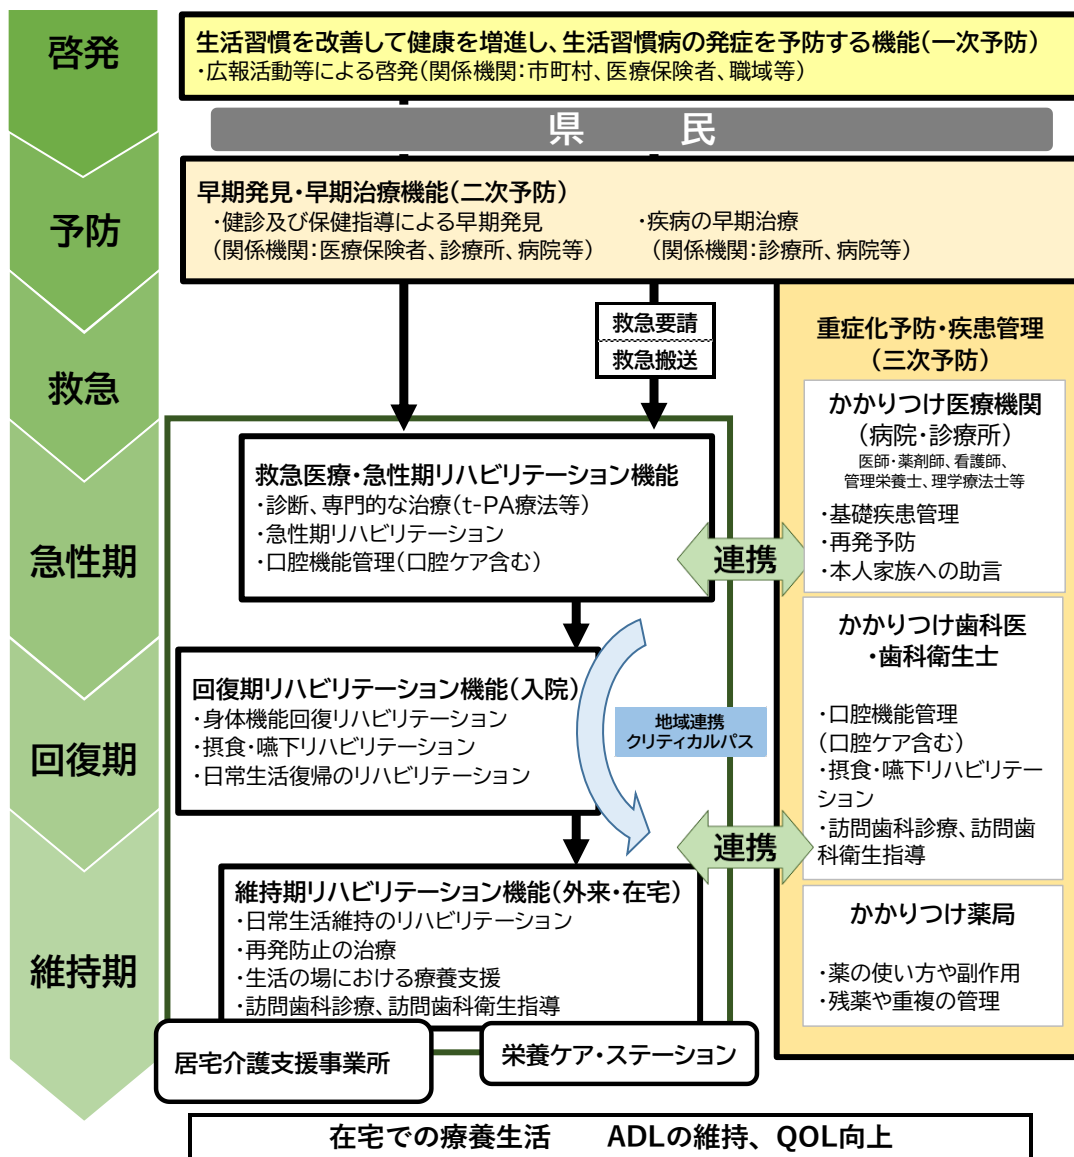 啓発
生活習慣を改善して健康を増進し、生活習慣病の発症を予防する機能(一次予防)
・広報活動等による啓発(関係機関:市町村、医療保険者、職域等)
県　民
予防
早期発見・早期治療機能(二次予防)
・健診及び保健指導による早期発見
(関係機関:医療保険者、診療所、病院等)
・疾病の早期治療
(関係機関:診療所、病院等)
救急
救急要請
救急搬送
急性期
救急医療・急性期リハビリテーション機能
・診断、専門的な治療(t-PA療法等)
・急性期リハビリテーション
・口腔機能管理(口腔ケア含む)
連携
回復期
回復期リハビリテーション機能(入院)
・身体機能回復リハビリテーション
・摂食・嚥下リハビリテーション
・日常生活復帰のリハビリテーション
地域連携
クリティカルパス
連携
維持期
維持期リハビリテーション機能(外来・在宅)
・日常生活維持のリハビリテーション
・再発防止の治療
・生活の場における療養支援
・訪問歯科診療、訪問歯科衛生指導
居宅介護支援事業所
栄養ケア・ステーション
重症化予防・疾患管理
(三次予防)
かかりつけ医療機関
(病院・診療所)
医師・薬剤師、看護師、
管理栄養士、理学療法士等
・基礎疾患管理
・再発予防
・本人家族への助言
かかりつけ歯科医
・歯科衛生士
・口腔機能管理
(口腔ケア含む)
・摂食・嚥下リハビリテー
ション
・訪問歯科診療、訪問歯
科衛生指導
かかりつけ薬局
・薬の使い方や副作用
・残薬や重複の管理
在宅での療養生活　ADLの維持、QOL向上